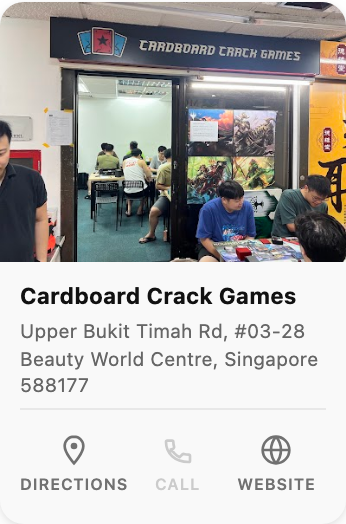 CARDBOARD CRACK GAMES
Cardboard Crack Games
Upper Bukit Timah Rd, #03-28
Beauty World Centre, Singapore
588177
DIRECTIONS
CALL
WEBSITE